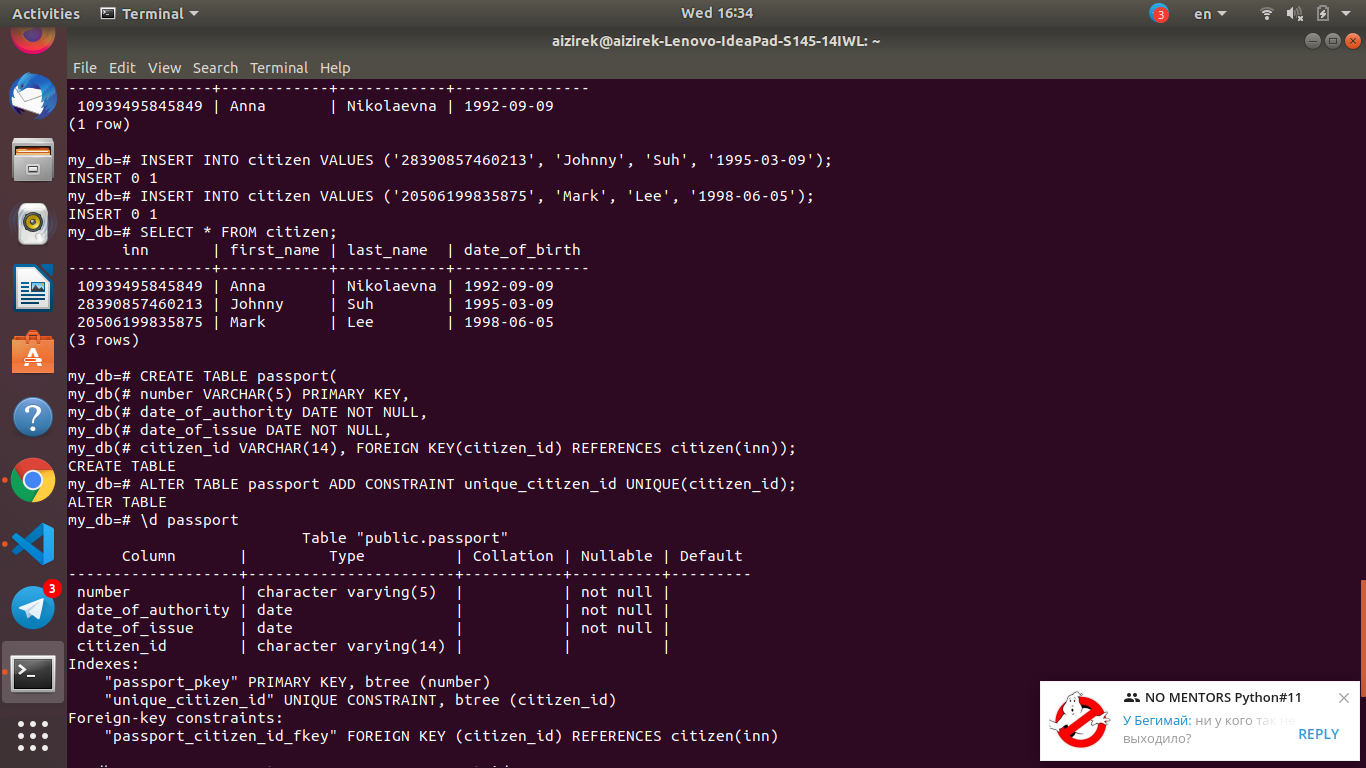 Activities Terminal Wed 16:34 3 en
aizirek@aizirek-Lenovo-IdeaPad-S145-14IWL: ~
File Edit View Search Terminal Help
----------------+------------+------------+---------------
 10939495845849 | Anna       | Nikolaevna | 1992-09-09
(1 row)
my_db=# INSERT INTO citizen VALUES ('28390857460213', 'Johnny', 'Suh', '1995-03-09');
INSERT 0 1
my_db=# INSERT INTO citizen VALUES ('20506199835875', 'Mark', 'Lee', '1998-06-05');
INSERT 0 1
my_db=# SELECT * FROM citizen;
      inn       | first_name | last_name  | date_of_birth
----------------+------------+------------+---------------
 10939495845849 | Anna       | Nikolaevna | 1992-09-09
 28390857460213 | Johnny     | Suh        | 1995-03-09
 20506199835875 | Mark       | Lee        | 1998-06-05
(3 rows)
my_db=# CREATE TABLE passport(
my_db(# number VARCHAR(5) PRIMARY KEY,
my_db(# date_of_authority DATE NOT NULL,
my_db(# date_of_issue DATE NOT NULL,
my_db(# citizen_id VARCHAR(14), FOREIGN KEY(citizen_id) REFERENCES citizen(inn));
CREATE TABLE
my_db=# ALTER TABLE passport ADD CONSTRAINT unique_citizen_id UNIQUE(citizen_id);
ALTER TABLE
my_db=# \d passport
                          Table "public.passport"
      Column       |         Type          | Collation | Nullable | Default
-------------------+-----------------------+-----------+----------+---------
 number            | character varying(5)  |           | not null |
 date_of_authority | date                  |           | not null |
 date_of_issue     | date                  |           | not null |
 citizen_id        | character varying(14) |           |          |
Indexes:
    "passport_pkey" PRIMARY KEY, btree (number)
    "unique_citizen_id" UNIQUE CONSTRAINT, btree (citizen_id)
Foreign-key constraints:
    "passport_citizen_id_fkey" FOREIGN KEY (citizen_id) REFERENCES citizen(inn)
3
NO MENTORS Python#11
У Бегимай: ни у кого так не
выходило?
REPLY